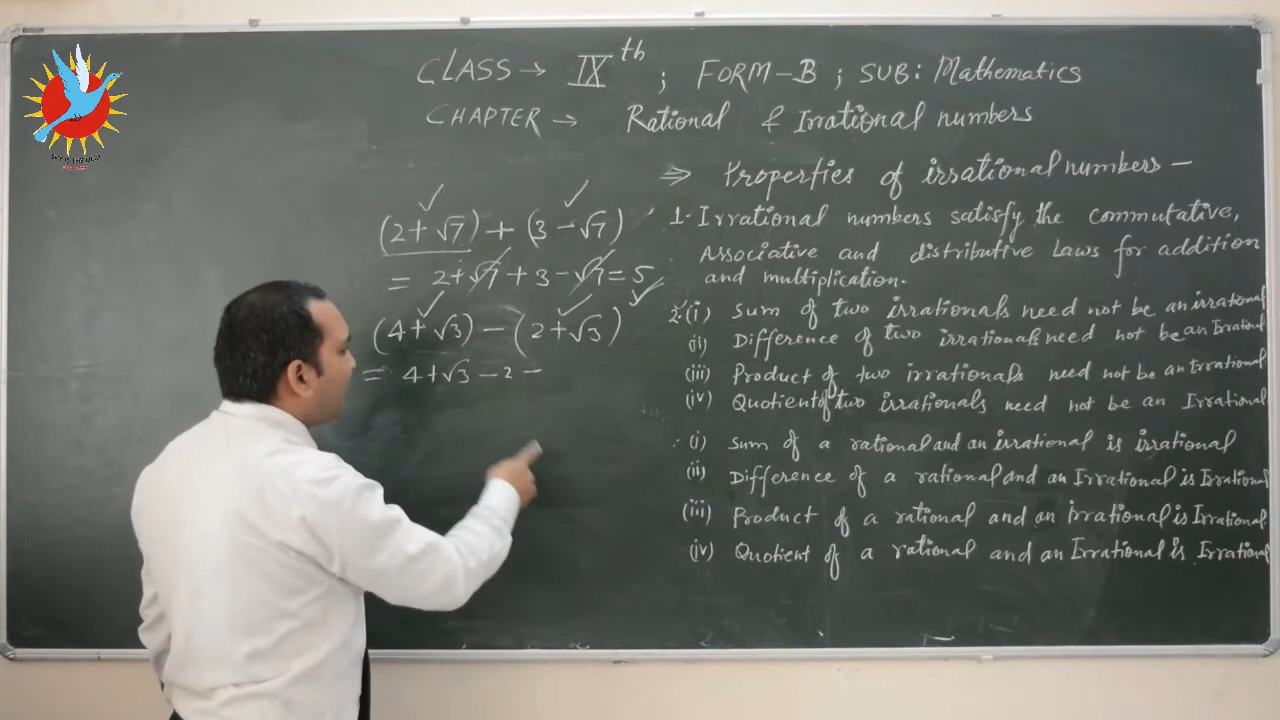 CLASS → IXth ; FORM-B ; SUB: Mathematics
CHAPTER → Rational & Irrational numbers
⇒ Properties of irrational numbers –
(2+√7) + (3-√7)
= 2+√7+3-√7=5
(4+√3) - (2+√3)
= 4+√3-2-
1. Irrational numbers satisfy the commutative,
Associative and distributive Laws for addition
and multiplication.
2.(i) Sum of two irrationals need not be an irrational
(ii) Difference of two irrationals need not be an Irrational
(iii) Product of two irrationals need not be an irrational
(iv) Quotient of two irrationals need not be an Irrational
(i) Sum of a rational and an irrational is irrational
(ii) Difference of a rational and an Irrational is Irrational
(iii) Product of a rational and an irrational is Irrational
(iv) Quotient of a rational and an Irrational is Irrational
SKY IS THE LIMIT